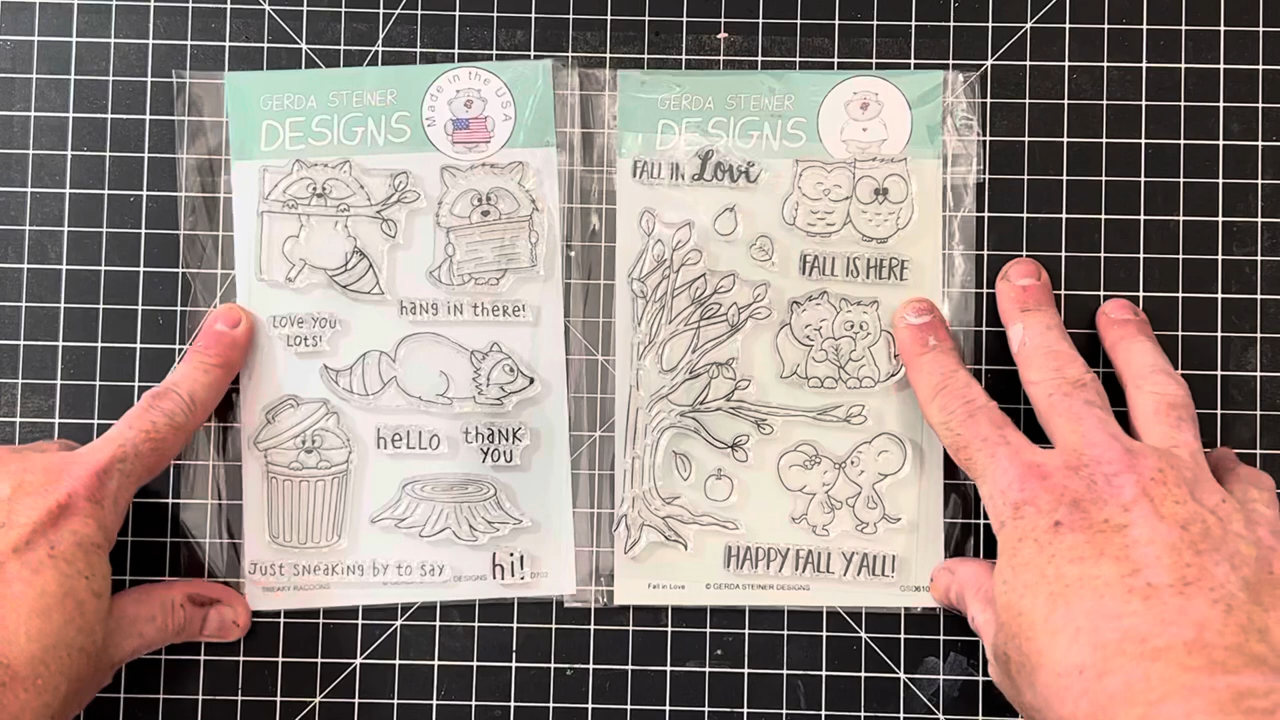 GERDA STEINER
DESIGNS
Made in the USA
hang in there!
Love you
Lots!
hello
thank
you
Just sneaking by to say
hi!
SNEAKY RACOONS
DESIGNS
GERDA STEINER
DESIGNS
FALL IN Love
FALL IS HERE
HAPPY FALL Y'ALL!
Fall in Love © GERDA STEINER DESIGNS